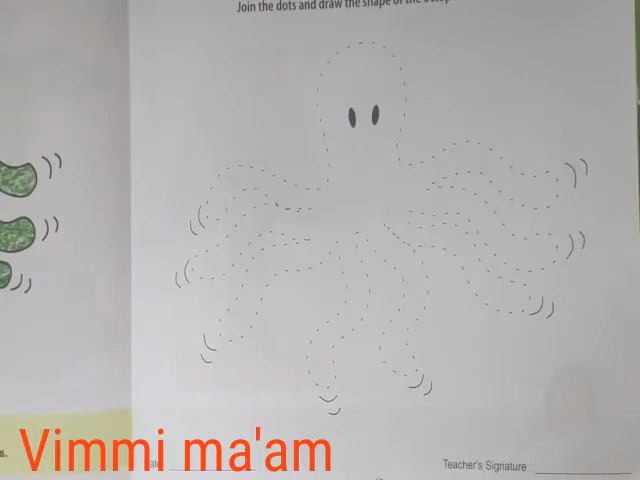 Join the dots and draw the shape of the
s.
Vimmi ma'am
Teacher's Signature